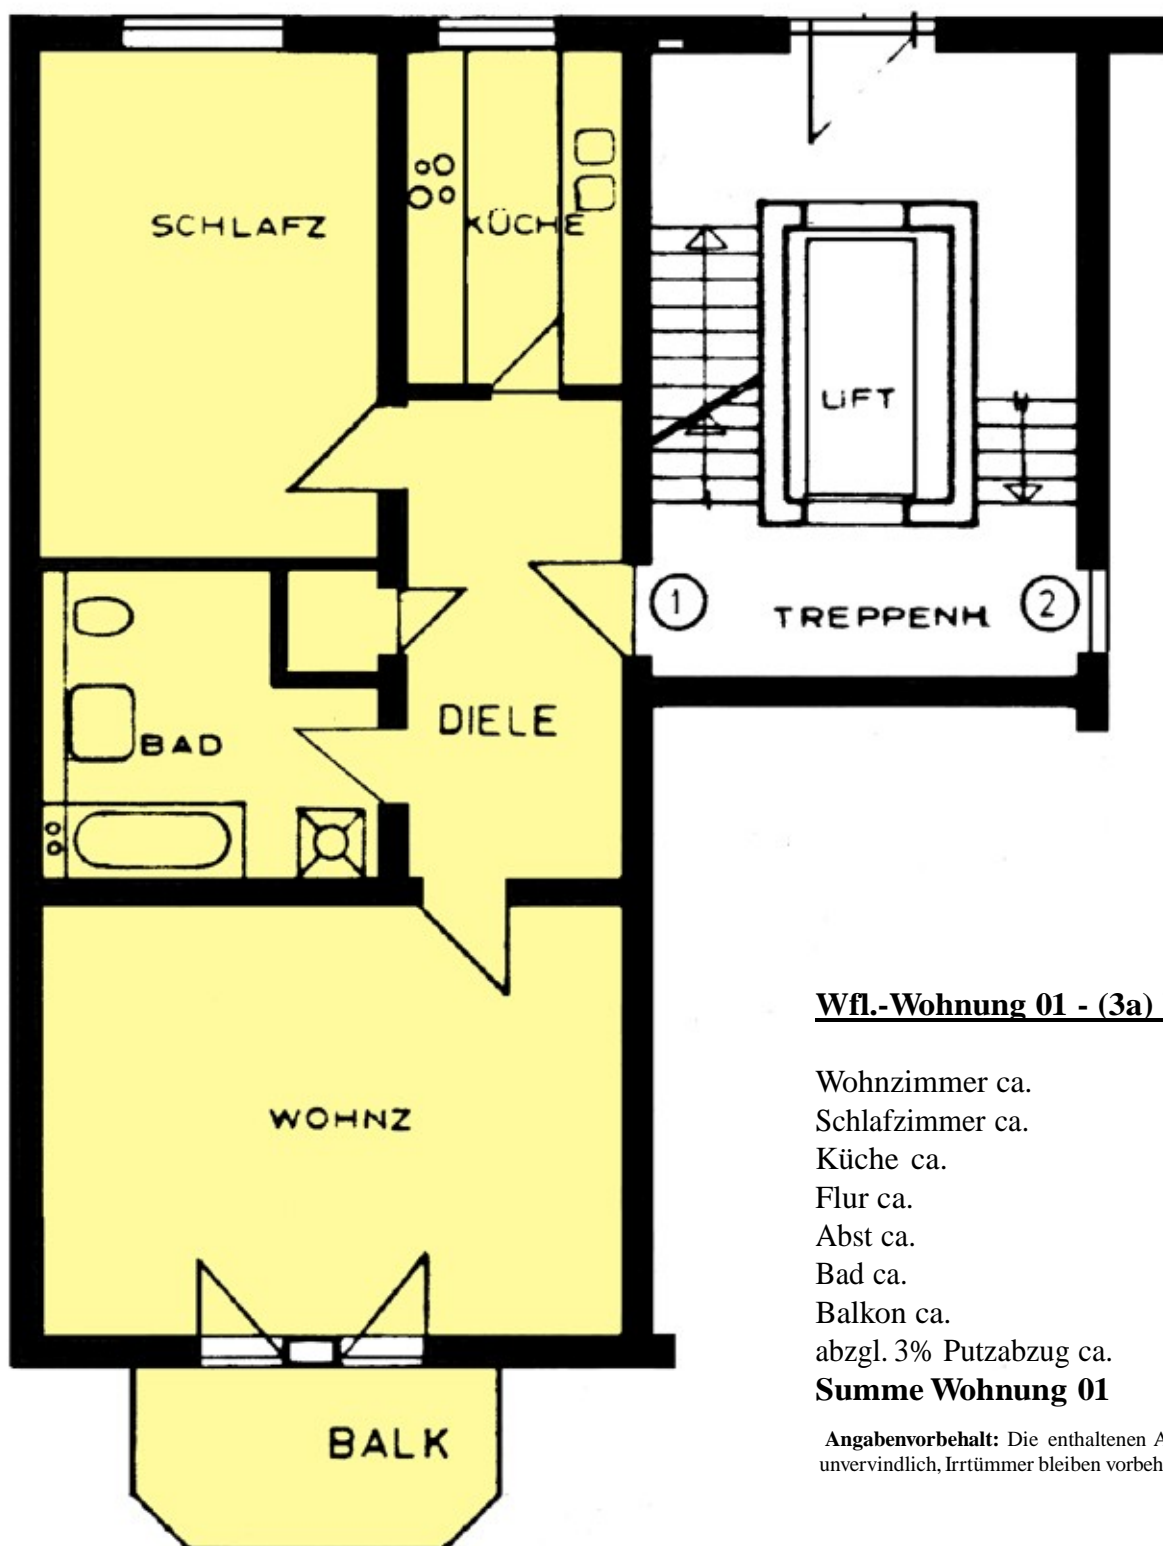 SCHLAFZ
KÜCHE
LIFT
1
TREPPENH.
2
DIELE
BAD
WOHNZ
BALK
Wfl.-Wohnung 01 - (3a)
Wohnzimmer ca.
Schlafzimmer ca.
Küche ca.
Flur ca.
Abst ca.
Bad ca.
Balkon ca.
abzgl. 3% Putzabzug ca.
Summe Wohnung 01
Angabenvorbehalt: Die enthaltenen
unvervindlich, Irrtümmer bleiben